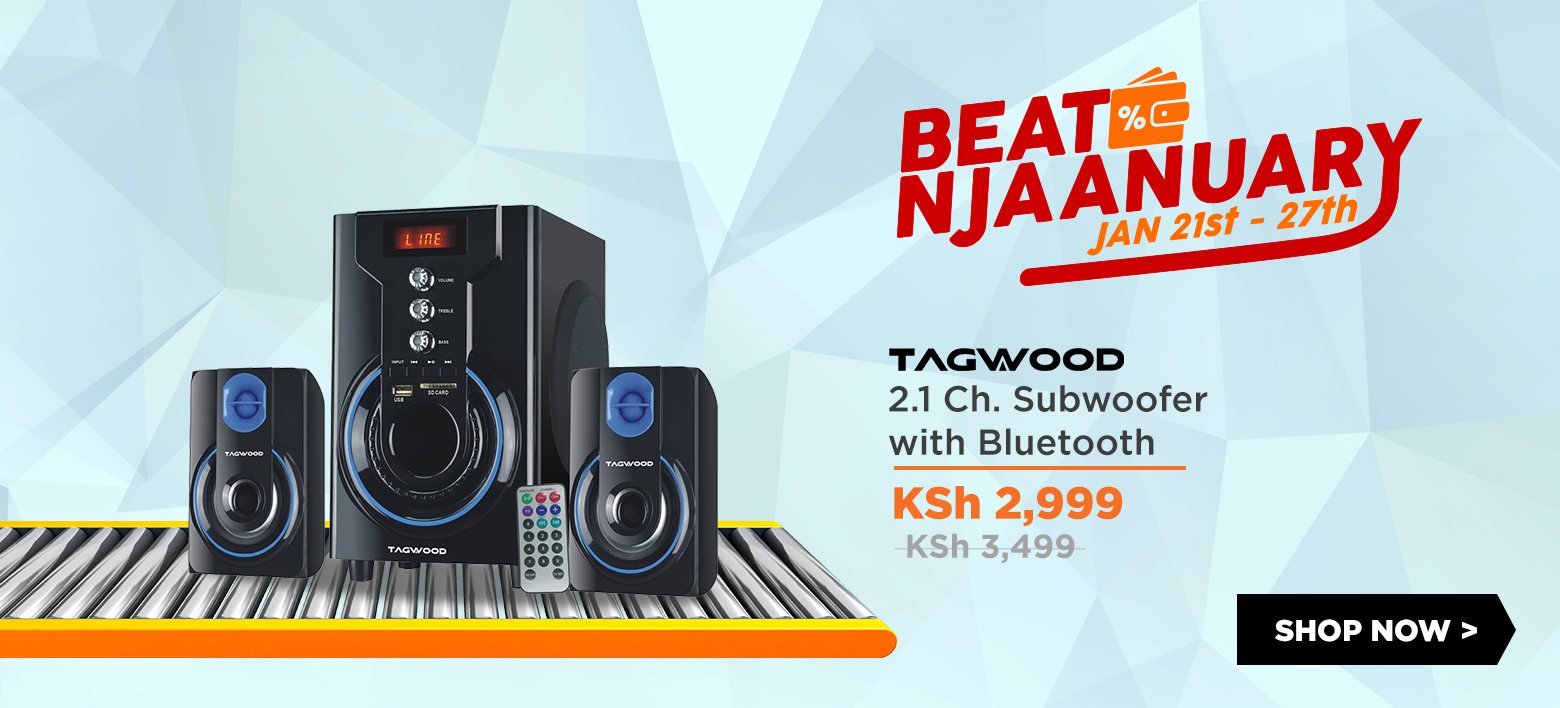 BEAT %
NJAANUARY
JAN 21st - 27th
TAGWOOD
2.1 Ch. Subwoofer
with Bluetooth
KSh 2,999
KSh 3,499
SHOP NOW >
LINE
VOLUME
TREBLE
BASS
INPUT
USB
SD CARD
TAGWOOD
TAGWOOD
TAGWOOD